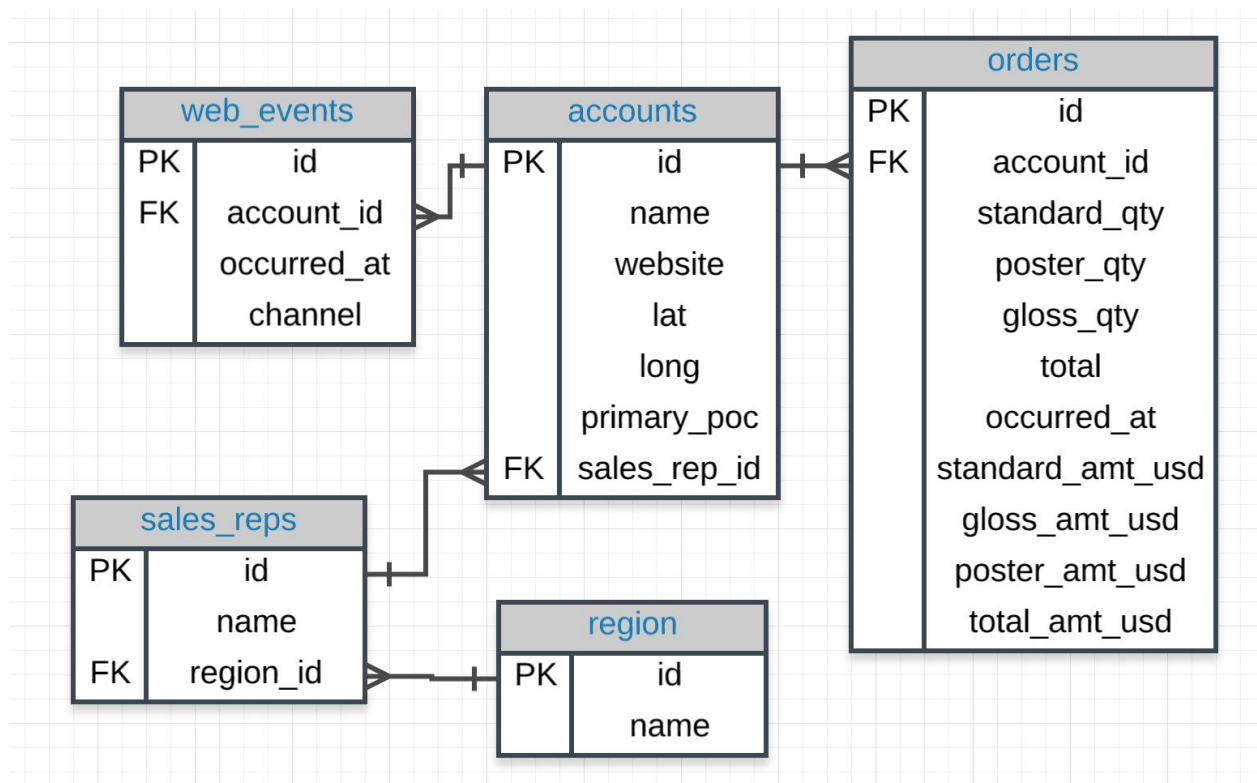 web_events
PK id
FK account_id
occurred_at
channel
accounts
PK id
name
website
lat
long
primary_poc
FK sales_rep_id
orders
PK id
FK account_id
standard_qty
poster_qty
gloss_qty
total
occurred_at
standard_amt_usd
gloss_amt_usd
poster_amt_usd
total_amt_usd
sales_reps
PK id
name
FK region_id
region
PK id
name